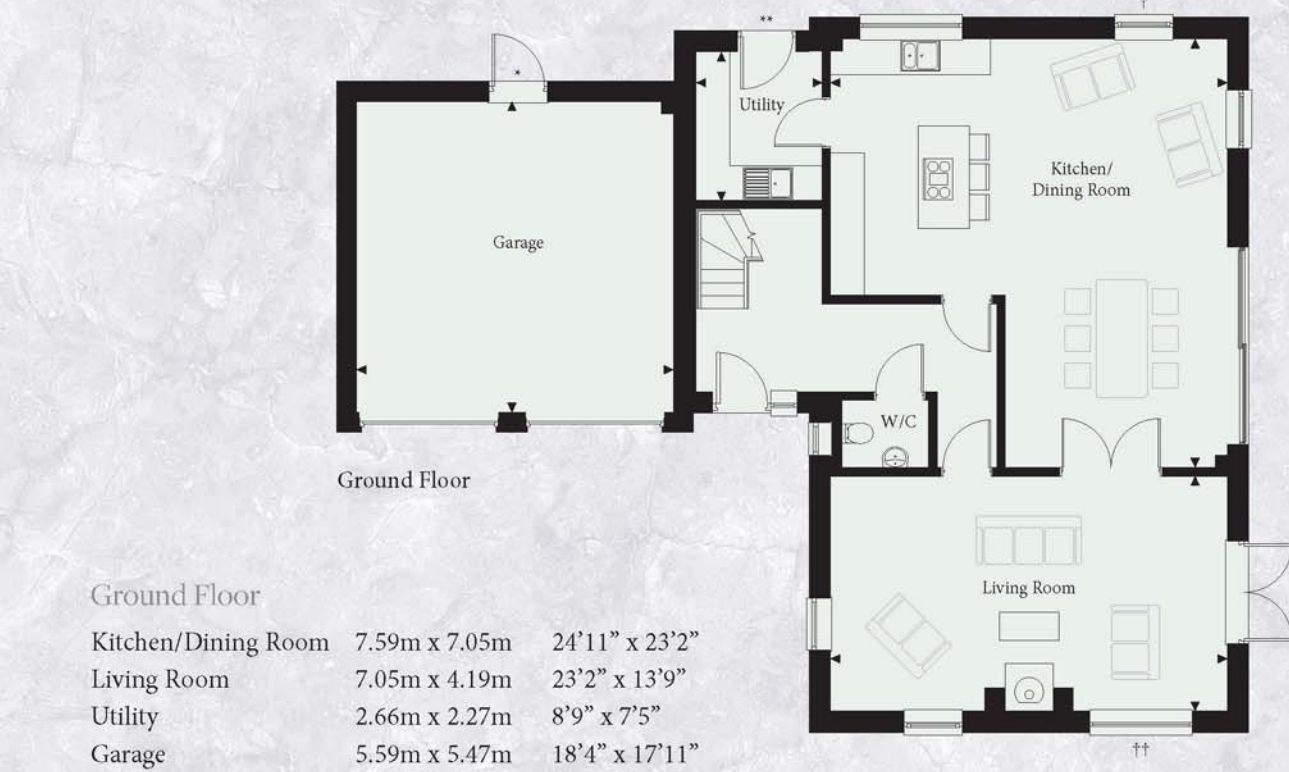 †
**
*
Utility
Kitchen/
Dining Room
Garage
W/C
Ground Floor
Living Room
Ground Floor
Kitchen/Dining Room 7.59m x 7.05m 24’11” x 23’2”
Living Room 7.05m x 4.19m 23’2” x 13’9”
Utility 2.66m x 2.27m 8’9” x 7’5”
Garage 5.59m x 5.47m 18’4” x 17’11”
††